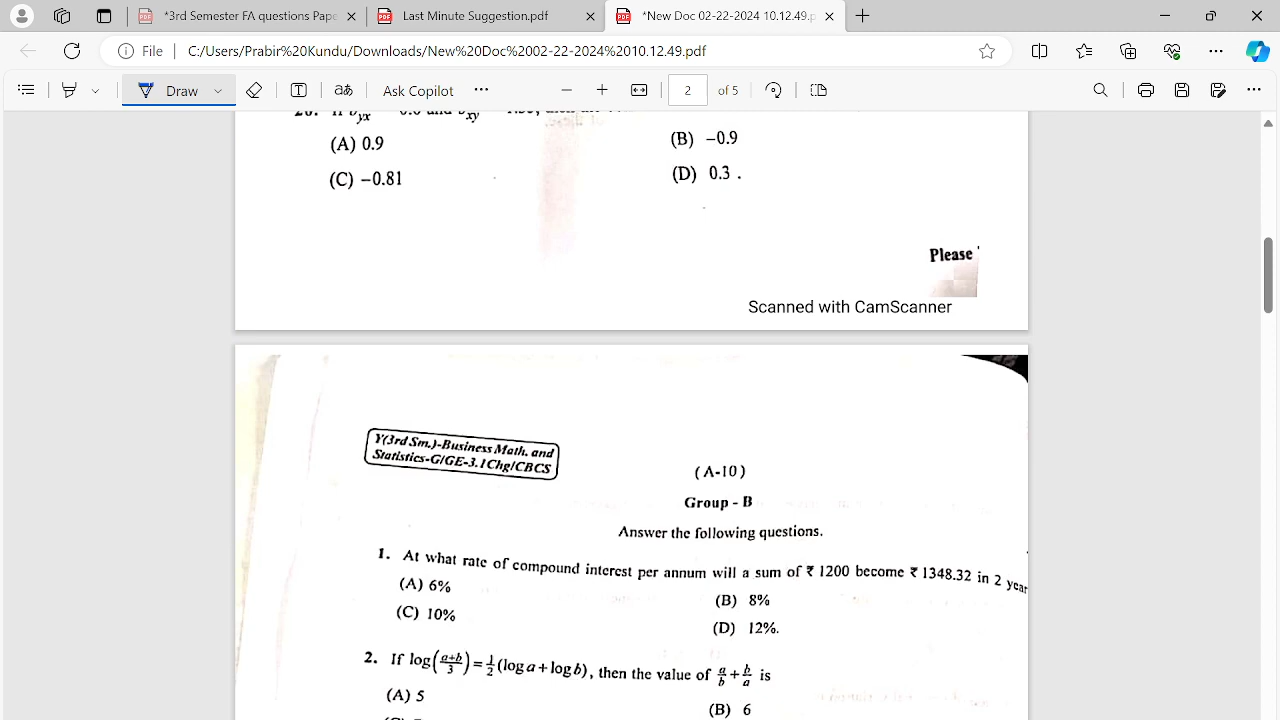 *3rd Semester FA questions Pape
Last Minute Suggestion.pdf
*New Doc 02-22-2024 10.12.49.p
File
C:/Users/Prabir%20Kundu/Downloads/New%20Doc%2002-22-2024%2010.12.49.pdf
Draw
aあ
Ask Copilot
2 of 5
(A) 0.9
(B) −0.9
(C) −0.81
(D) 0.3 .
Please
Scanned with CamScanner
Y(3rd Sm.)-Business Math. and
Statistics-G/GE-3.1Chg/CBCS
(A-10)
Group - B
Answer the following questions.
1. At what rate of compound interest per annum will a sum of ₹ 1200 become ₹ 1348.32 in 2 year
(A) 6%
(B) 8%
(C) 10%
(D) 12%.
2. If log(a+b/3) = 1/2 (log a + log b), then the value of a/b + b/a is
(A) 5
(B) 6